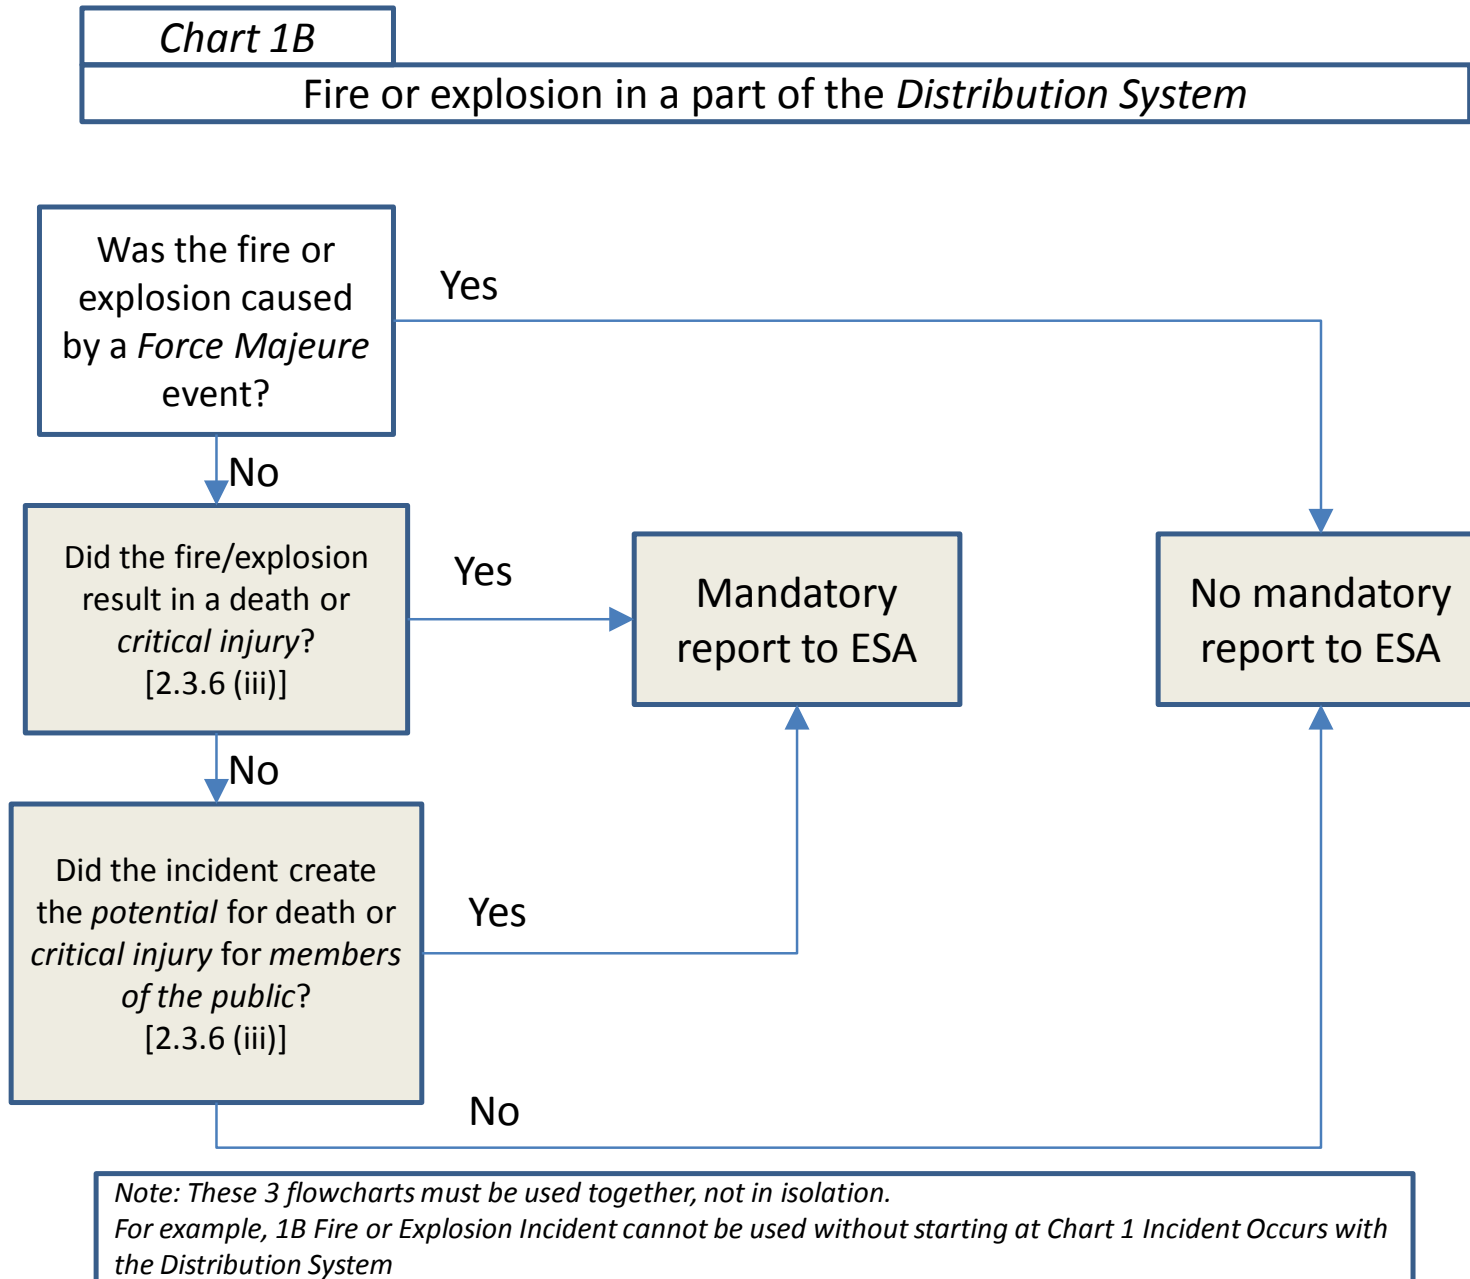 Chart 1B
Fire or explosion in a part of the Distribution System
Was the fire or
explosion caused
by a Force Majeure
event?
Yes
No
Did the fire/explosion
result in a death or
critical injury?
[2.3.6 (iii)]
Yes
Mandatory
report to ESA
No mandatory
report to ESA
No
Did the incident create
the potential for death or
critical injury for members
of the public?
[2.3.6 (iii)]
Yes
No
Note: These 3 flowcharts must be used together, not in isolation.
For example, 1B Fire or Explosion Incident cannot be used without starting at Chart 1 Incident Occurs with
the Distribution System